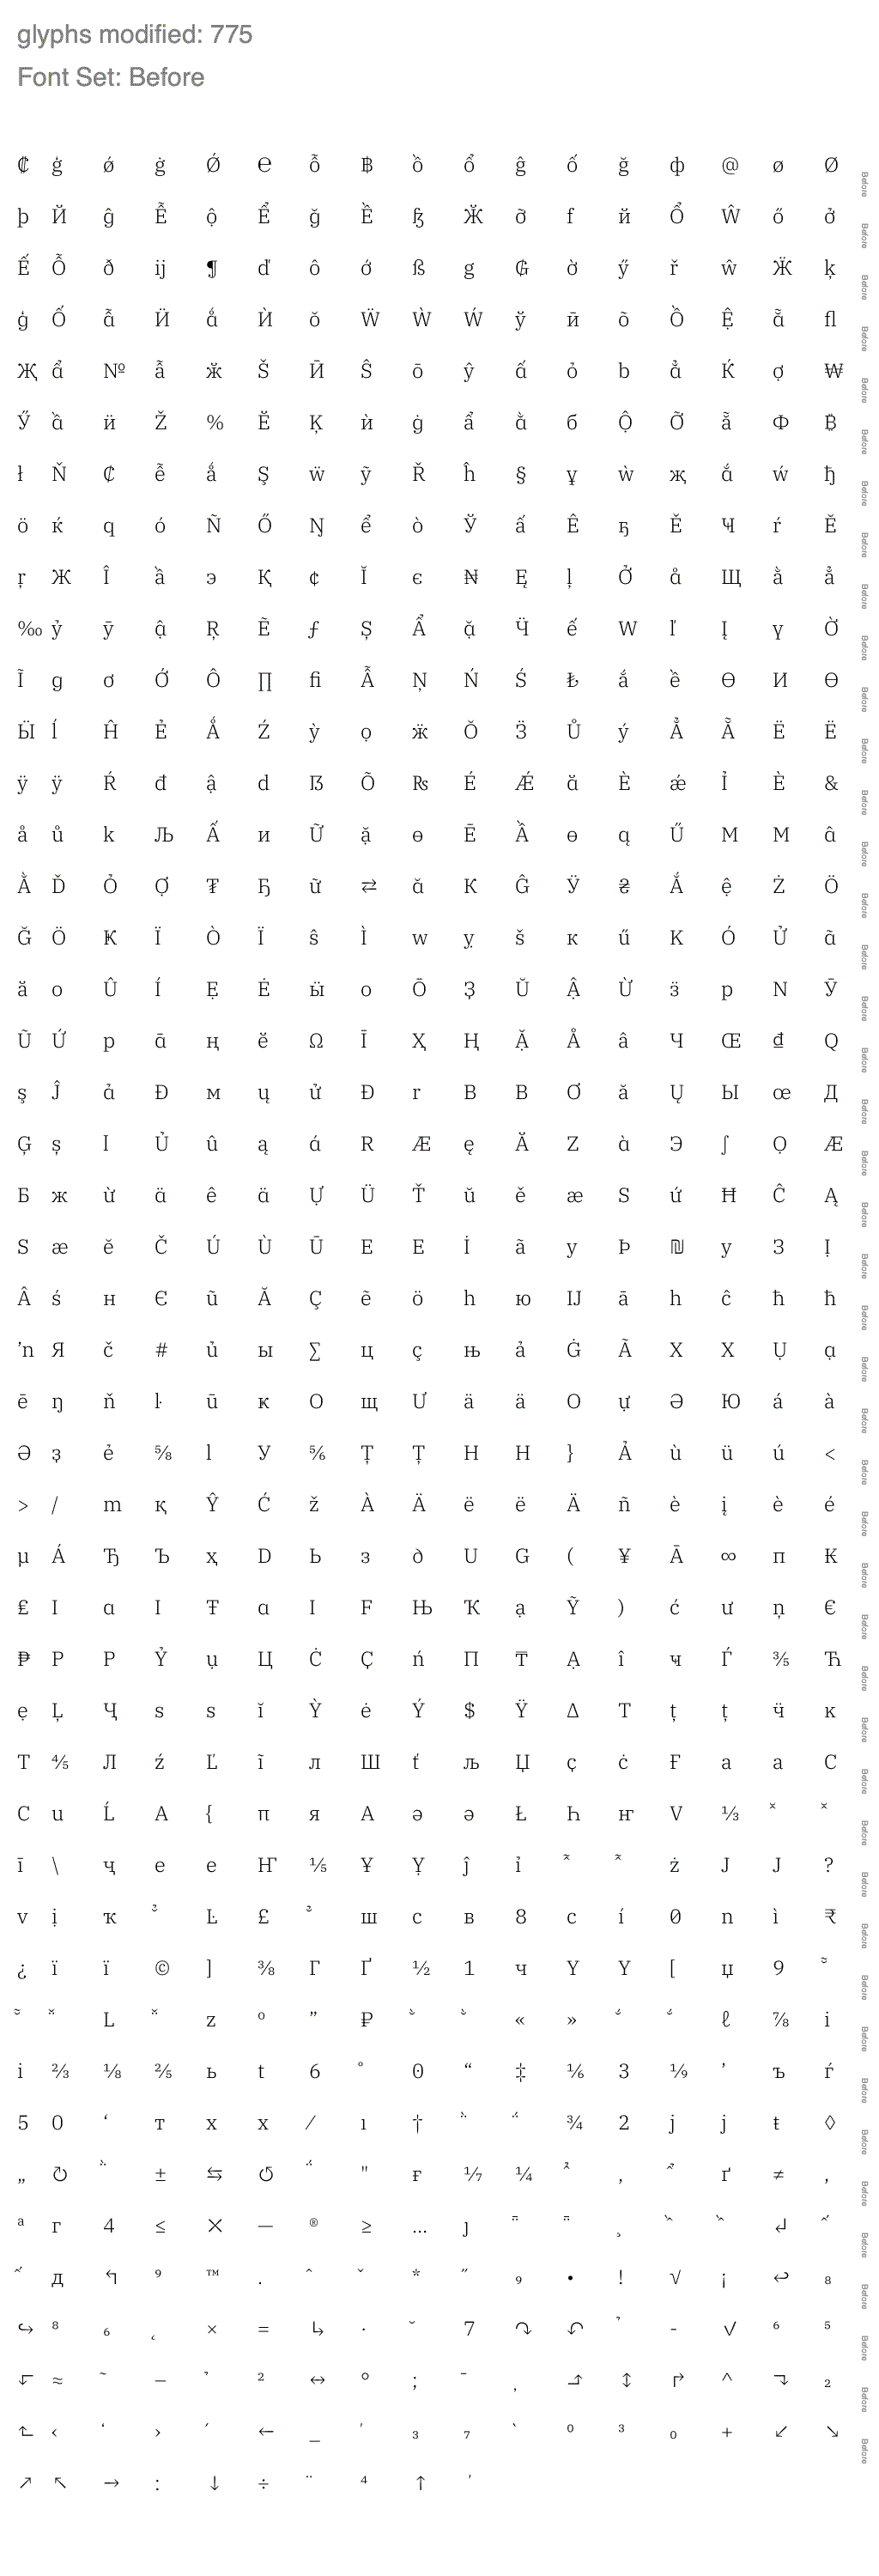 glyphs modified: 775
Font Set: Before
₡ ģ ǿ ġ Ǿ ℮ ỗ ฿ ồ ổ ĝ ố ğ ф @ ø Ø Before
þ Й ĝ Ễ ộ Ể ğ Ề ꞗ Ӂ ỡ f й Ổ Ŵ ő ở Before
Ế Ỗ ð ij ¶ ď ô ớ ß g ₲ ờ ӳ ř ŵ Ӝ ķ Before
ģ Ố ẫ Ӥ ǻ Ѝ ŏ Ẅ Ẁ Ẃ ў ӣ õ Ồ Ệ ẵ fl Before
Җ ẩ № ẫ ӂ Š Ӣ Ŝ ō ŷ ấ ỏ b ẳ Ḱ ợ ₩ Before
Ӳ ầ ӥ Ž % Ӗ Ķ ѝ ġ ẩ ằ б Ộ Ỡ ẵ Ф ₿ Before
ł Ň ₡ ễ ǻ Ş ẅ ỹ Ř ĥ § ұ ẁ җ ắ ẃ ђ Before
ö ќ q ó Ñ Ő Ŋ ể ò Ў ấ Ê ҕ Ě Ҹ ŕ Ĕ Before
ŗ Ж Î ầ э Қ ¢ Ĭ є ₦ Ę ļ Ở å Щ ằ ẳ Before
‰ ỷ ȳ ậ Ŗ Ẽ ƒ Ș Ẩ ặ Ӵ ế W ľ Į ү Ờ Before
Ĩ g ơ Ớ Ô ∏ fi Ẫ Ņ Ń Ś Ⱡ ắ ề Ө И Ɵ Before
Ӹ Í Ĥ Ẻ Ǻ Ź ỳ ọ ӝ Ŏ Ӟ Ů ý Ẳ Ẵ Ë Ё Before
ÿ ӱ Ŕ đ ậ d ẞ Õ ₨ É Ǽ ă È ǽ Ỉ Ѐ & Before
å ů k Љ Ấ и Ữ ặ ө Ē Ầ ɵ q Ű M М â Before
Ằ Ď Ỏ Ợ ₮ Ҕ ữ ⇄ ă К Ĝ Ӱ ₴ Ắ ệ Ż Ö Before
Ğ Ӧ Ҝ Ï Ò Ї ŝ Ì w ỵ š к ű K Ó Ử ã Before
ă o Û Í Ẹ Ė ӹ о Ō Ҙ Ŭ Ậ Ừ ӟ p N Ӯ Before
Ũ Ứ р ā ң ӗ Ω Ī Ҳ Ң Ặ Å â Ч Œ ₫ Q Before
ş Ĵ ả Đ м ų ử Ð r B В Ơ ă Ų Ы œ Д Before
Ģ ș İ Ủ û ą á R Æ ę Ӑ Z à Э ∫ Ọ Ӕ Before
Б ж ừ ä ê ä Ự Ü Ť ŭ ě æ Ѕ ứ Ħ Ĉ Ą Before
S ӕ ĕ Č Ú Ù Ū E Е İ ã y Þ ₪ у З Ị Before
Â ś н Є ũ Ă Ç ẽ ö h ю IJ ā һ ĉ ħ ћ Before
ŉ Я č # ủ ы ∑ ц ç њ ả Ġ Ã X Х Ụ ạ Before
ē ŋ ň ŀ ū к O щ Ư ä ӓ О ự Ә Ю á à Before
Ə ҙ ẻ ⅝ l У ⅚ Ț Ţ H Н } Ả ù ü ú < Before
> / m қ Ŷ Ć ž À Ä ë ё Ӓ ñ è į ѐ é Before
µ Á Ђ Ъ ҳ D Ь з ð U G ( ¥ Ā ∞ п Ҝ Before
₤ I ɑ І Ŧ ɑ Ӏ F Њ Ҡ ạ Ỹ ) ć ư ņ € Before
₱ P Р Ỷ ụ Ц Ċ Ҫ ń П ₸ Ạ î ҹ Ѓ ⅗ Ћ Before
ẹ Ļ Ҷ s ѕ ĭ Ỳ ė Ý $ Ÿ ∆ Т ț ţ ӵ ĸ Before
T ⅘ Л ź Ľ ĩ л Ш ť љ Џ ҫ ċ Ғ a а С Before
C u Ĺ A { п я А ə ә Ł Һ ҥ V ⅓ Before
ī \ ҷ e е Ҥ ⅕ Ұ Ỵ ĵ ỉ ż J Ј ? Before
v ị ҡ Ŀ £ ш c в 8 с í 0 n ì ₹ Before
¿ ï ї © ] ⅜ Г Ґ ½ 1 ч Y Ү [ џ 9 Before
L z º ” ₽ « » ℓ ⅞ i Before
і ⅔ ⅛ ⅖ ь t 6 ° 0 “ ‡ ⅙ 3 ⅑ ’ ъ ѓ Before
5 0 ‘ т x х ⁄ ı † ¾ 2 j ј ŧ ◊ Before
„ ↻ ± ⇆ ↺ " ғ ⅐ ¼ , ґ ≠ ‚ Before
ª г 4 ≤ ✕ — ® ≥ … ȷ ¸ ↲ Before
д ↰ ⁹ ™ . ˆ ˇ * ˝ ₉ • ! √ ¡ ↩ ₈ Before
↪ ⁸ ₆ ˛ × = ↳ · ˘ 7 ↷ ↶ - ✓ ⁶ ⁵ Before
↸ ≈ ˜ – ² ↔ ° ; ¯ , ⬏ ↕ ↱ ^ ↴ ₂ Before
⬑ ‹ ‘ › ´ ← _ ' ₃ ₇ ` ⁰ ³ ₀ + ↙ ↘ Before
↗ ↖ → : ↓ ÷ ¨ ⁴ ↑ ʹ